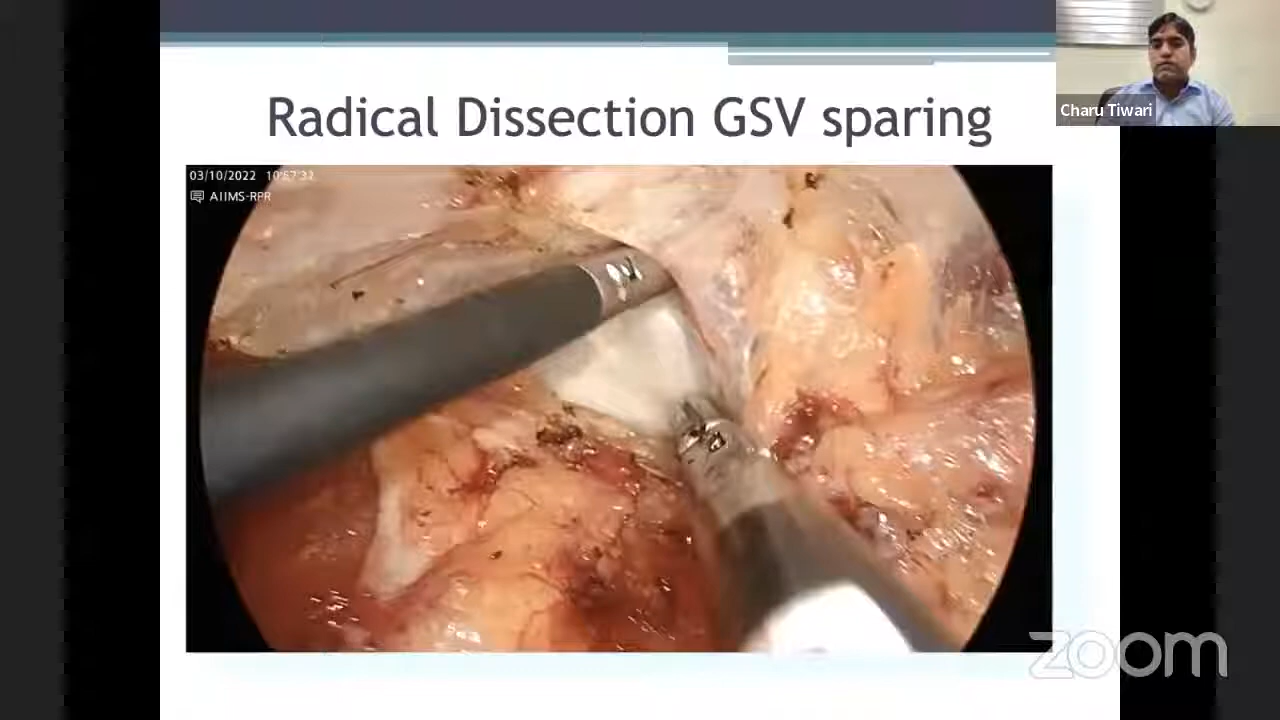 Radical Dissection GSV sparing
Charu Tiwari
03/10/2022 10:57:32
AIIMS-RPR
zoom